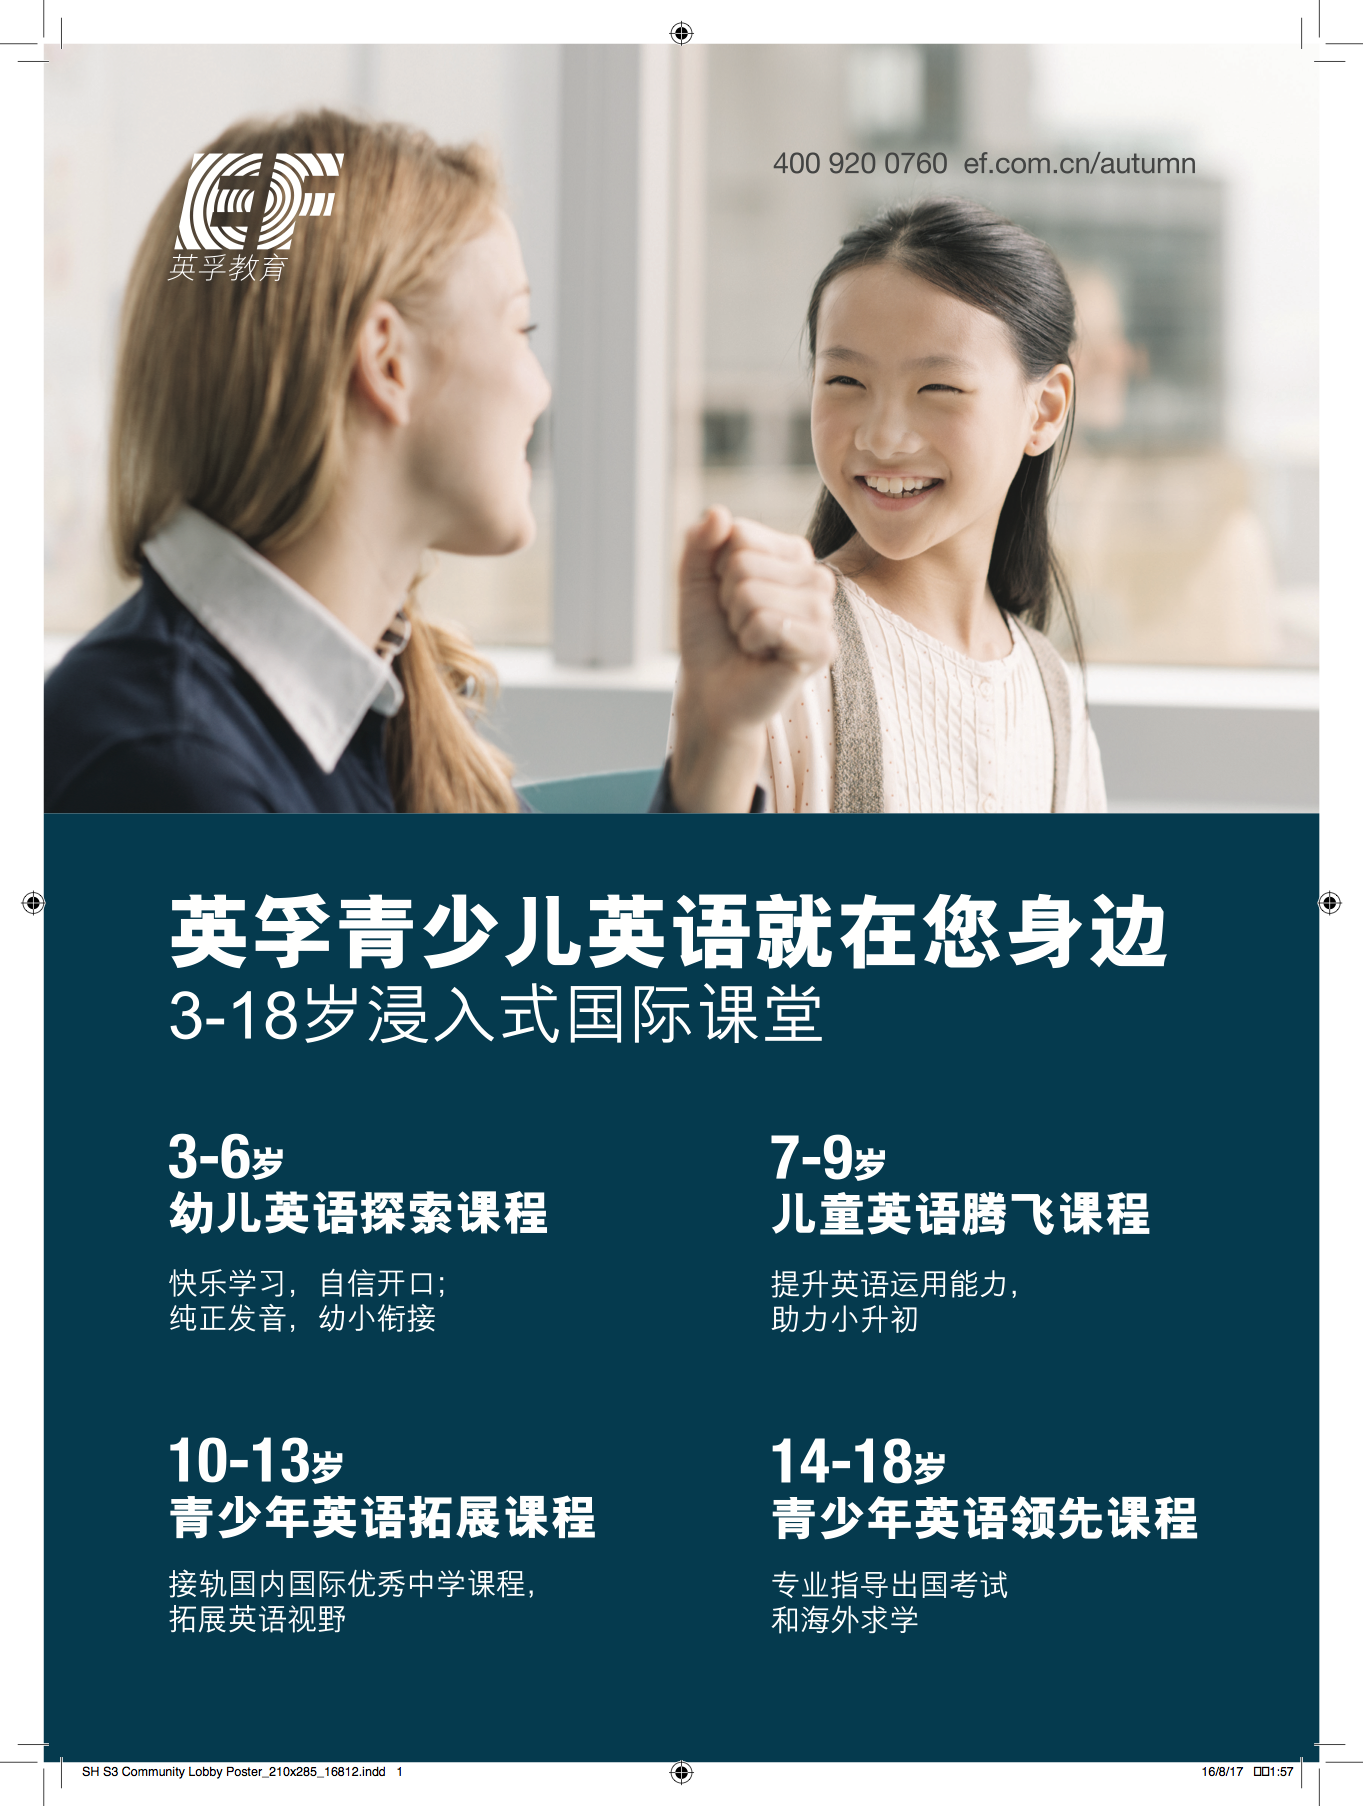 EF
英孚教育
400 920 0760 ef.com.cn/autumn
英孚青少儿英语就在您身边
3-18岁浸入式国际课堂
3-6岁
幼儿英语探索课程
快乐学习，自信开口；
纯正发音，幼小衔接
7-9岁
儿童英语腾飞课程
提升英语运用能力，
助力小升初
10-13岁
青少年英语拓展课程
接轨国内国际优秀中学课程，
拓展英语视野
14-18岁
青少年英语领先课程
专业指导出国考试
和海外求学
SH S3 Community Lobby Poster_210x285_16812.indd 1
16/8/17 □□1:57